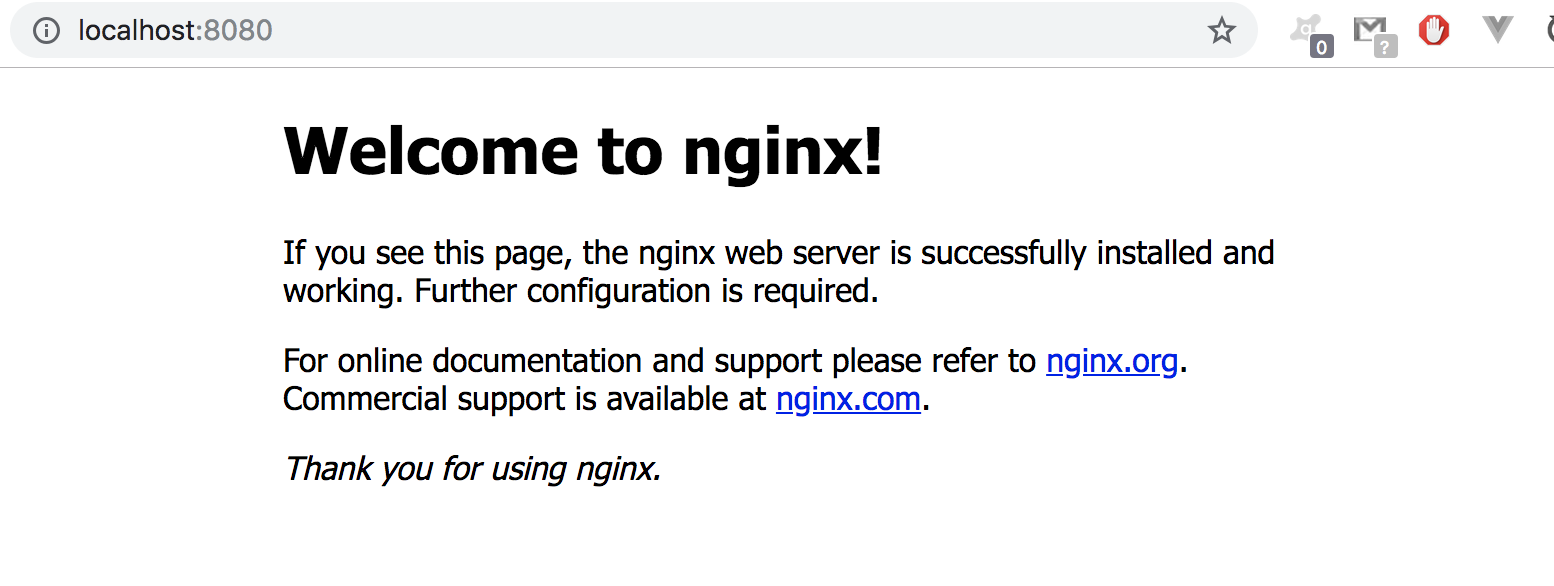 localhost:8080
0
?
Welcome to nginx!
If you see this page, the nginx web server is successfully installed and
working. Further configuration is required.
For online documentation and support please refer to nginx.org.
Commercial support is available at nginx.com.
Thank you for using nginx.